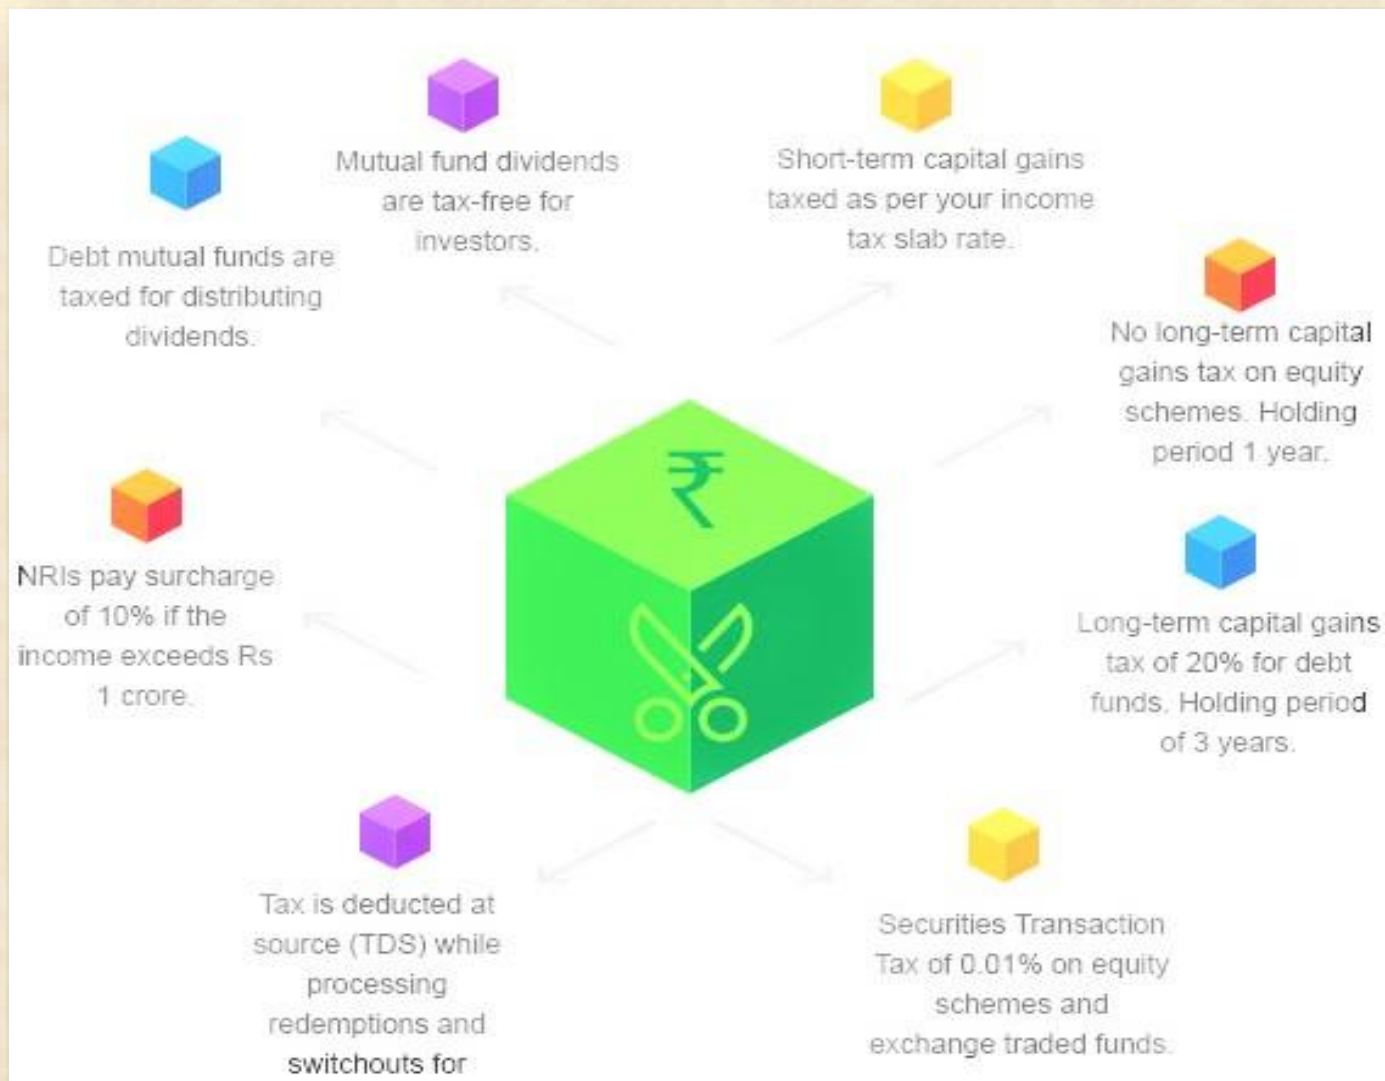 Mutual fund dividends
are tax-free for
investors.
Short-term capital gains
taxed as per your income
tax slab rate.
Debt mutual funds are
taxed for distributing
dividends.
No long-term capital
gains tax on equity
schemes. Holding
period 1 year.
₹
NRIs pay surcharge
of 10% if the
income exceeds Rs
1 crore.
Long-term capital gains
tax of 20% for debt
funds. Holding period
of 3 years.
Tax is deducted at
source (TDS) while
processing
redemptions and
switchouts for
Securities Transaction
Tax of 0.01% on equity
schemes and
exchange traded funds.